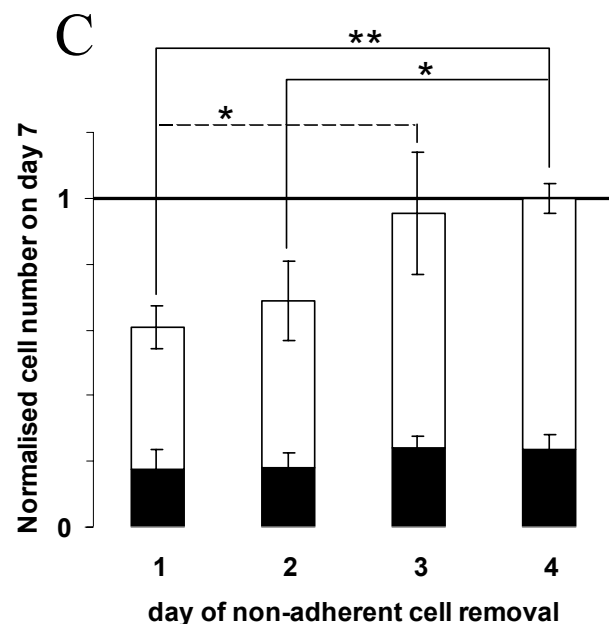 C
**
*
*
Normalised cell number on day 7
1
0
1 2 3 4
day of non-adherent cell removal